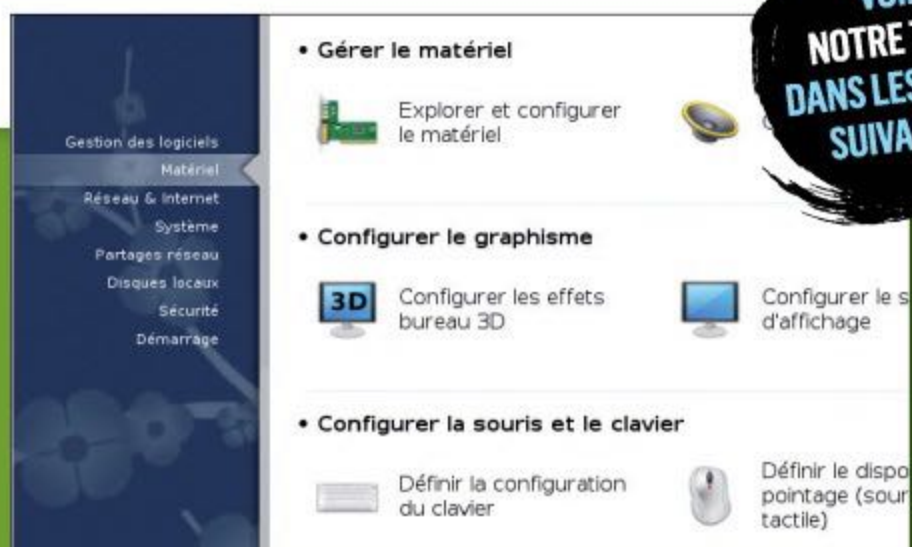 NOTRE
DANS LES
SUIVA
Gestion des logiciels
Matériel
Réseau & Internet
Système
Partages réseau
Disques locaux
Sécurité
Démarrage
• Gérer le matériel
Explorer et configurer
le matériel
• Configurer le graphisme
3D
Configurer les effets
bureau 3D
Configurer le s
d'affichage
• Configurer la souris et le clavier
Définir la configuration
du clavier
Définir le dispo
pointage (sour
tactile)